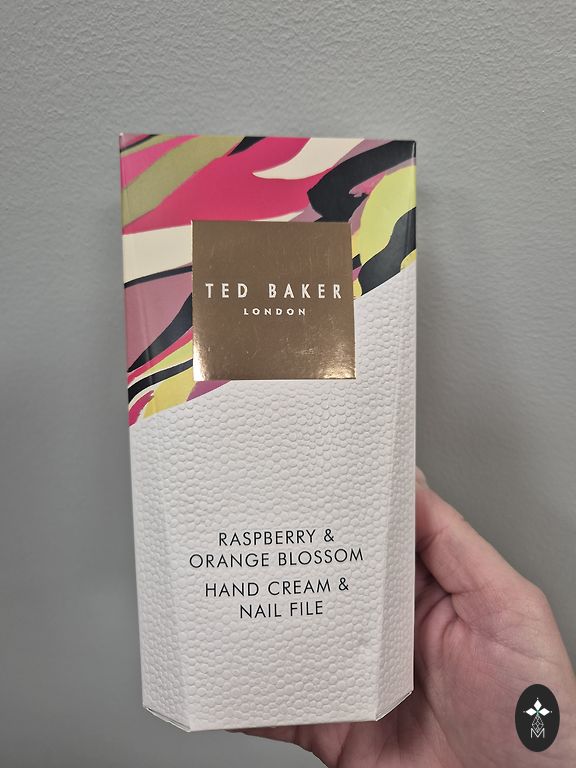 TED BAKER
LONDON
RASPBERRY &
ORANGE BLOSSOM
HAND CREAM &
NAIL FILE